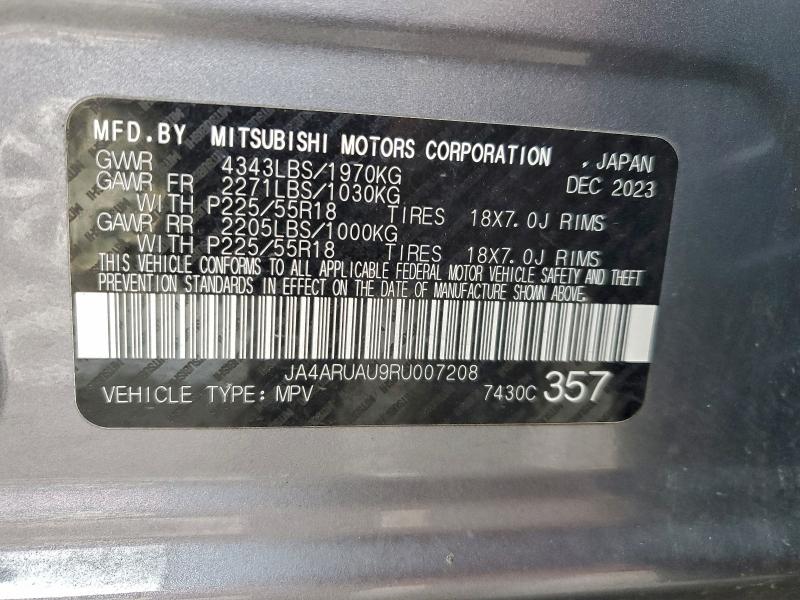 MFD.BY MITSUBISHI MOTORS CORPORATION , JAPAN
GVWR 4343LBS/1970KG DEC 2023
GAWR FR 2271LBS/1030KG
WITH P225/55R18 TIRES 18X7.0J RIMS
GAWR RR 2205LBS/1000KG
WITH P225/55R18 TIRES 18X7.0J RIMS
THIS VEHICLE CONFORMS TO ALL APPLICABLE FEDERAL MOTOR VEHICLE SAFETY AND THEFT
PREVENTION STANDARDS IN EFFECT ON THE DATE OF MANUFACTURE SHOWN ABOVE.
JA4ARUAU9RU007208
VEHICLE TYPE: MPV 7430C 357